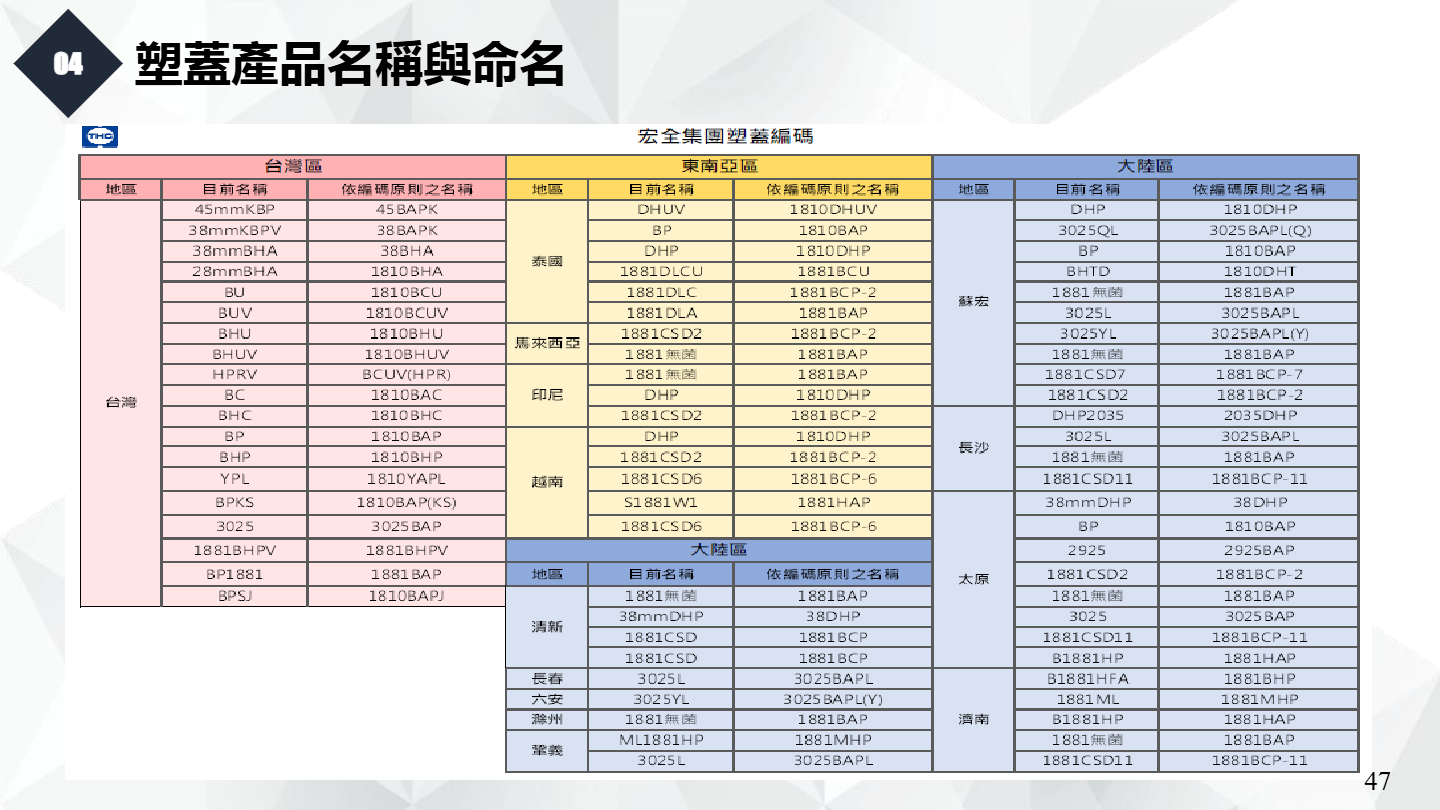 04
塑蓋產品名稱與命名
THC
宏全集團塑蓋編碼
台灣區
地區 目前名稱 依編碼原則之名稱
台灣
45mmKBP 45BAPK
38mmKBPV 38BAPK
38mmBHA 38BHA
28mmBHA 1810BHA
BU 1810BCU
BUV 1810BCUV
BHU 1810BHU
BHUV 1810BHUV
HPRV BCUV(HPR)
BC 1810BAC
BHC 1810BHC
BP 1810BAP
BHP 1810BHP
YPL 1810YAPL
BPKS 1810BAP(KS)
3025 3025BAP
1881BHPV 1881BHPV
BP1881 1881BAP
BPSJ 1810BAPJ
東南亞區
地區 目前名稱 依編碼原則之名稱
泰國
DHUV 1810DHUV
BP 1810BAP
DHP 1810DHP
1881DLCU 1881BCU
1881DLC 1881BCP-2
1881DLA 1881BAP
馬來西亞
1881CSD2 1881BCP-2
1881無菌 1881BAP
印尼
1881無菌 1881BAP
DHP 1810DHP
1881CSD2 1881BCP-2
越南
DHP 1810DHP
1881CSD2 1881BCP-2
1881CSD6 1881BCP-6
S1881W1 1881HAP
1881CSD6 1881BCP-6
大陸區
地區 目前名稱 依編碼原則之名稱
清新
1881無菌 1881BAP
38mmDHP 38DHP
1881CSD 1881BCP
1881CSD 1881BCP
長春 3025L 3025BAPL
六安 3025YL 3025BAPL(Y)
滁州 1881無菌 1881BAP
鞏義
ML1881HP 1881MHP
3025L 3025BAPL
大陸區
地區 目前名稱 依編碼原則之名稱
蘇宏
DHP 1810DHP
3025QL 3025BAPL(Q)
BP 1810BAP
BHTD 1810DHT
1881無菌 1881BAP
3025L 3025BAPL
3025YL 3025BAPL(Y)
1881無菌 1881BAP
1881CSD7 1881BCP-7
1881CSD2 1881BCP-2
長沙
DHP2035 2035DHP
3025L 3025BAPL
1881無菌 1881BAP
1881CSD11 1881BCP-11
太原
38mmDHP 38DHP
BP 1810BAP
2925 2925BAP
1881CSD2 1881BCP-2
1881無菌 1881BAP
3025 3025BAP
1881CSD11 1881BCP-11
B1881HP 1881HAP
濟南
B1881HFA 1881BHP
1881ML 1881MHP
B1881HP 1881HAP
1881無菌 1881BAP
1881CSD11 1881BCP-11
47